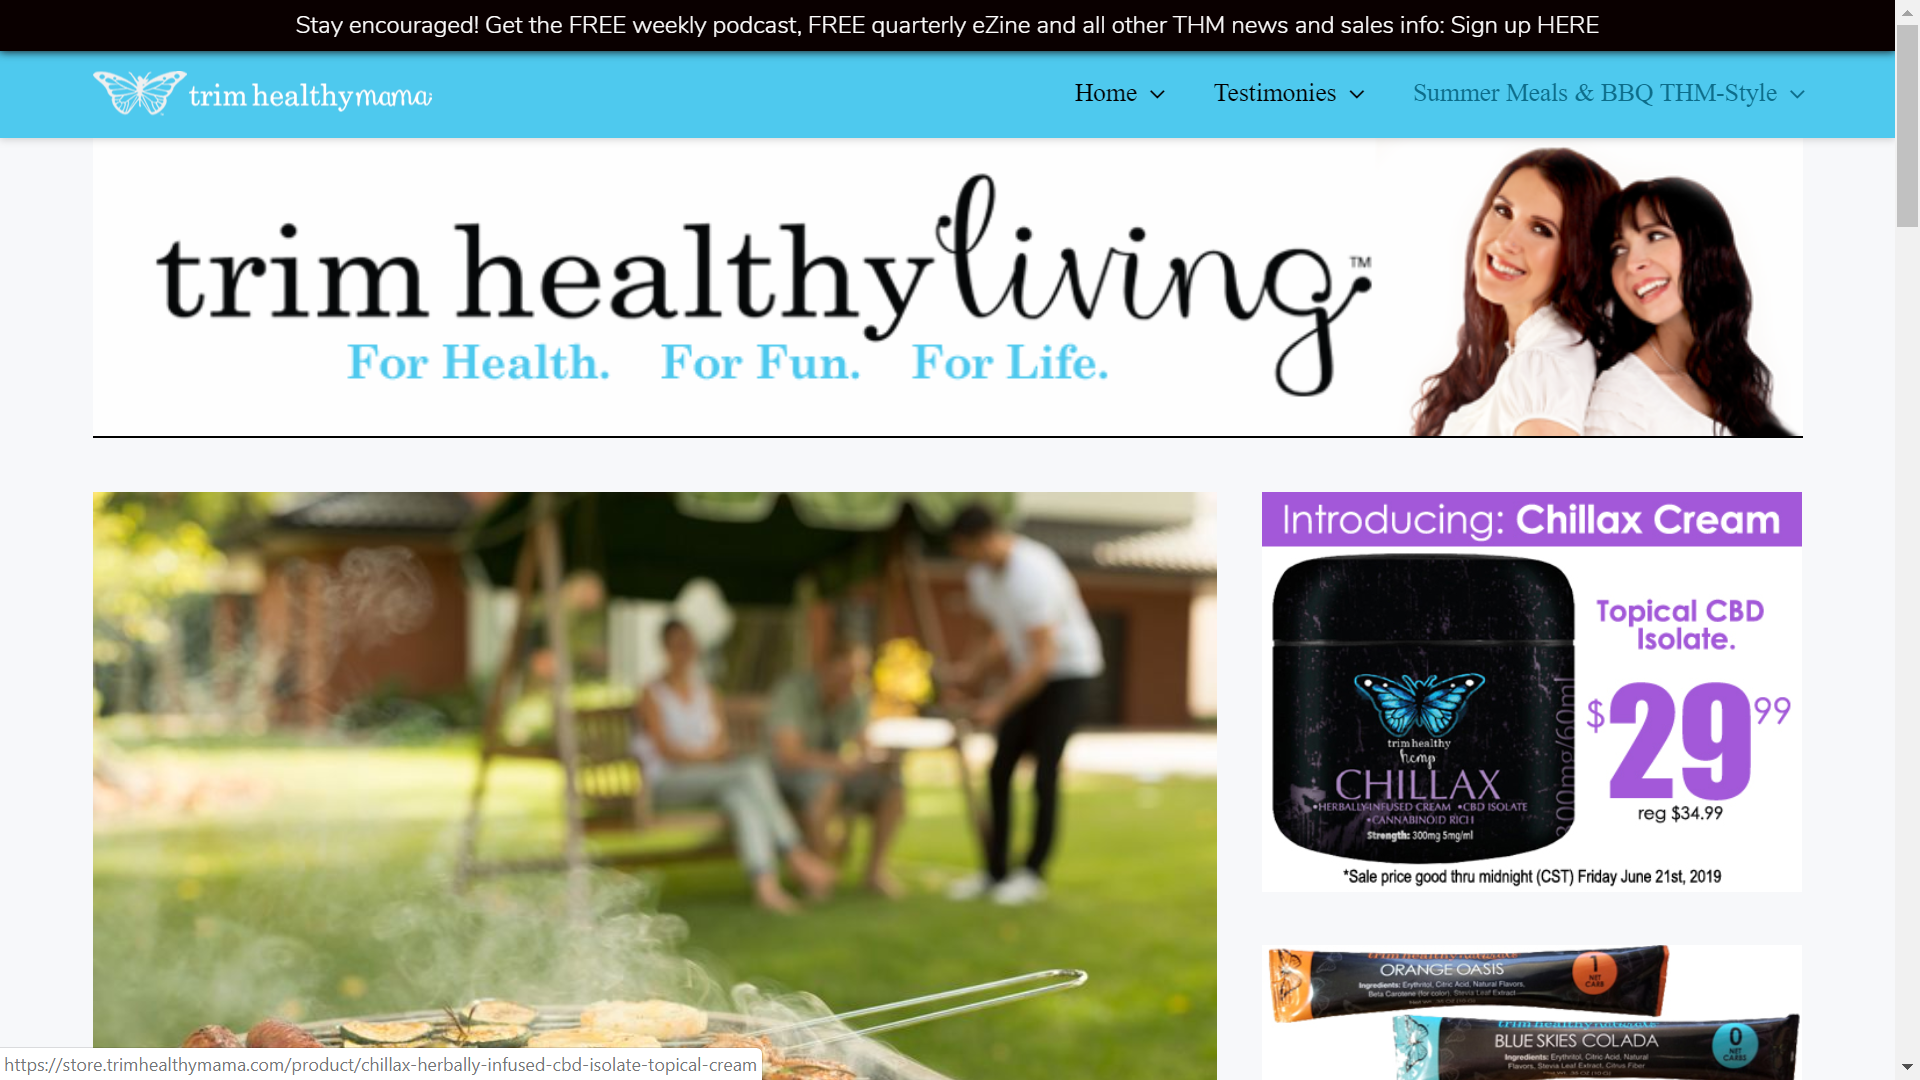 Stay encouraged! Get the FREE weekly podcast, FREE quarterly eZine and all other THM news and sales info: Sign up HERE
trim healthy mama
Home
Testimonies
Summer Meals & BBQ THM-Style
trim healthy living™
For Health. For Fun. For Life.
Introducing: Chillax Cream
Topical CBD
Isolate.
$29.99
reg $34.99
trim healthy
hemp
CHILLAX
•HERBALLY-INFUSED CREAM •CBD ISOLATE
•CANNABINOID RICH
Strength: 300mg 5mg/ml
300mg/60ml
*Sale price good thru midnight (CST) Friday June 21st, 2019
ORANGE OASIS
Ingredients: Erythritol, Citric Acid, Natural Flavors,
Beta Carotene (for color), Stevia Leaf Extract
1
NET
CARB
BLUE SKIES COLADA
Ingredients: Erythritol, Citric Acid, Natural
Flavors, Stevia Leaf Extract, Citrus Fiber
0
NET
CARBS
https://store.trimhealthymama.com/product/chillax-herbally-infused-cbd-isolate-topical-cream